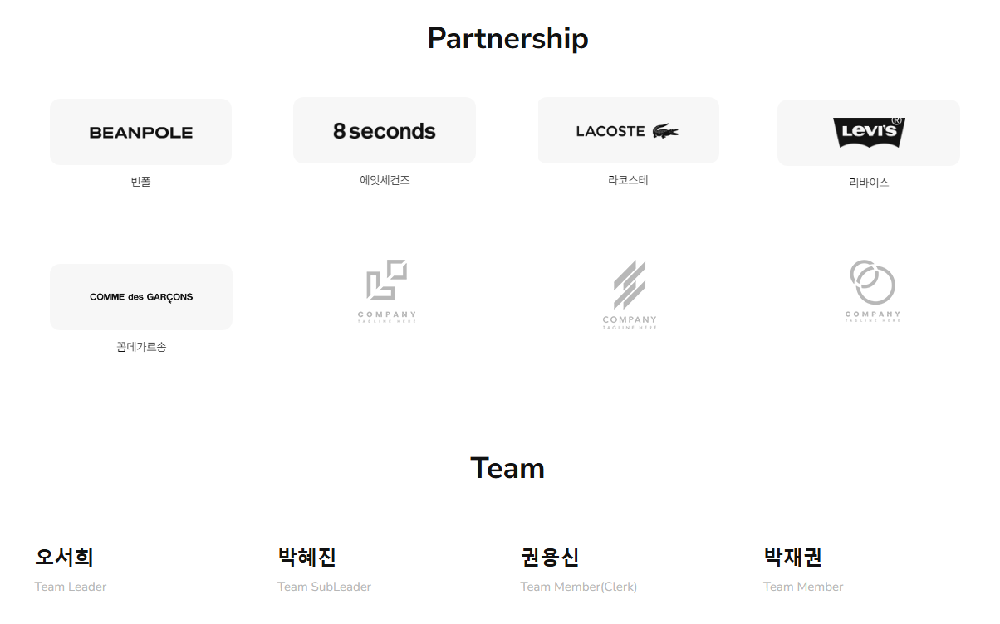 Partnership
BEANPOLE
8 seconds
LACOSTE
LEVI'S®
빈폴
에잇세컨즈
라코스테
리바이스
COMME des GARÇONS
COMPANY
TAGLINE HERE
COMPANY
TAGLINE HERE
COMPANY
TAGLINE HERE
꼼데가르송
Team
오서희
박혜진
권용신
박재권
Team Leader
Team SubLeader
Team Member(Clerk)
Team Member